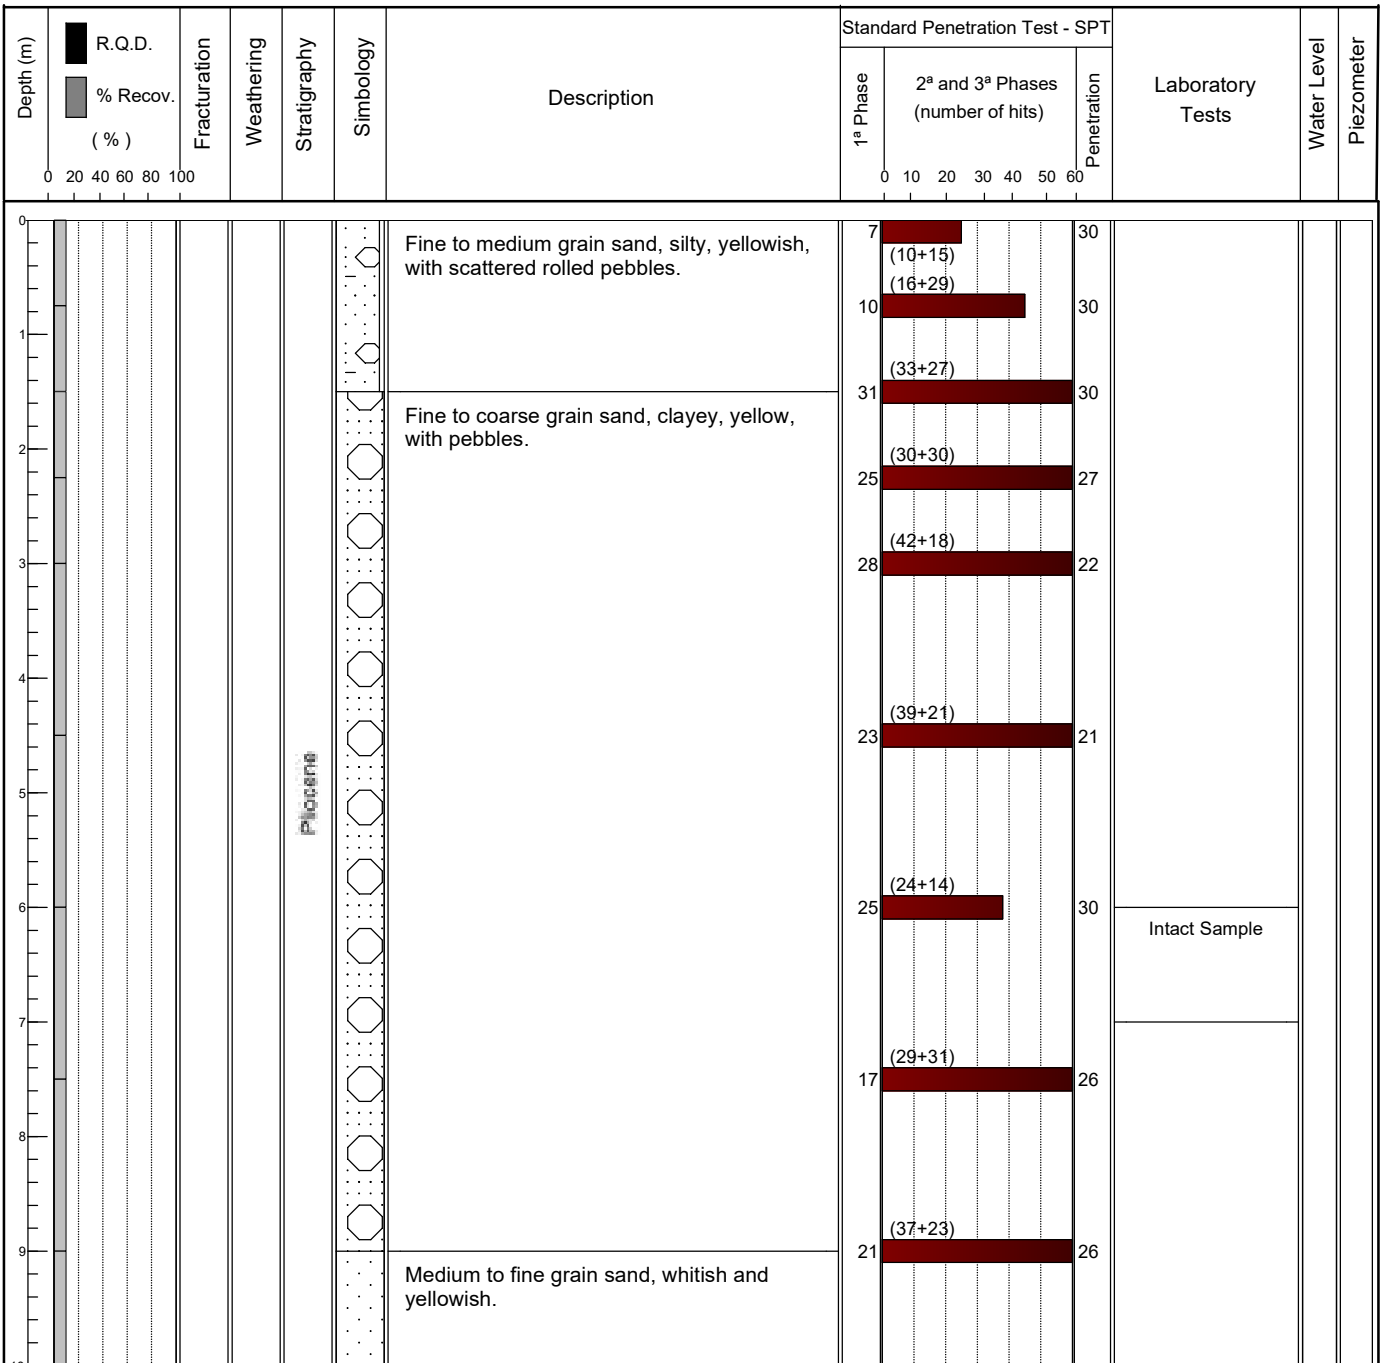 Depth (m)
R.Q.D.
% Recov.
( % )
0 20 40 60 80 100
Fracturation
Weathering
Stratigraphy
Simbology
Description
Standard Penetration Test - SPT
1ª Phase
2ª and 3ª Phases
(number of hits)
0 10 20 30 40 50 60
Penetration
Laboratory
Tests
Water Level
Piezometer
0
Fine to medium grain sand, silty, yellowish,
with scattered rolled pebbles.
7 30
(10+15)
(16+29)
10 30
1
(33+27)
31 30
Fine to coarse grain sand, clayey, yellow,
with pebbles.
2
(30+30)
25 27
(42+18)
3 28 22
4
(39+21)
23 21
Pliocene
5
(24+14)
6 25 30
Intact Sample
7
(29+31)
17 26
8
(37+23)
9 21 26
Medium to fine grain sand, whitish and
yellowish.